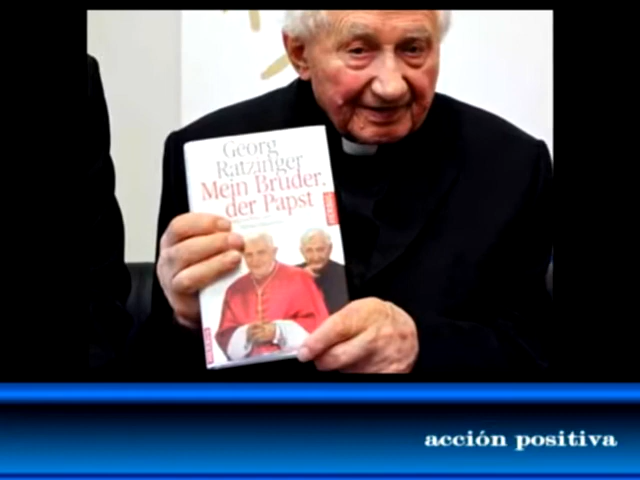 Georg
Ratzinger
Mein Bruder,
der Papst
acción positiva